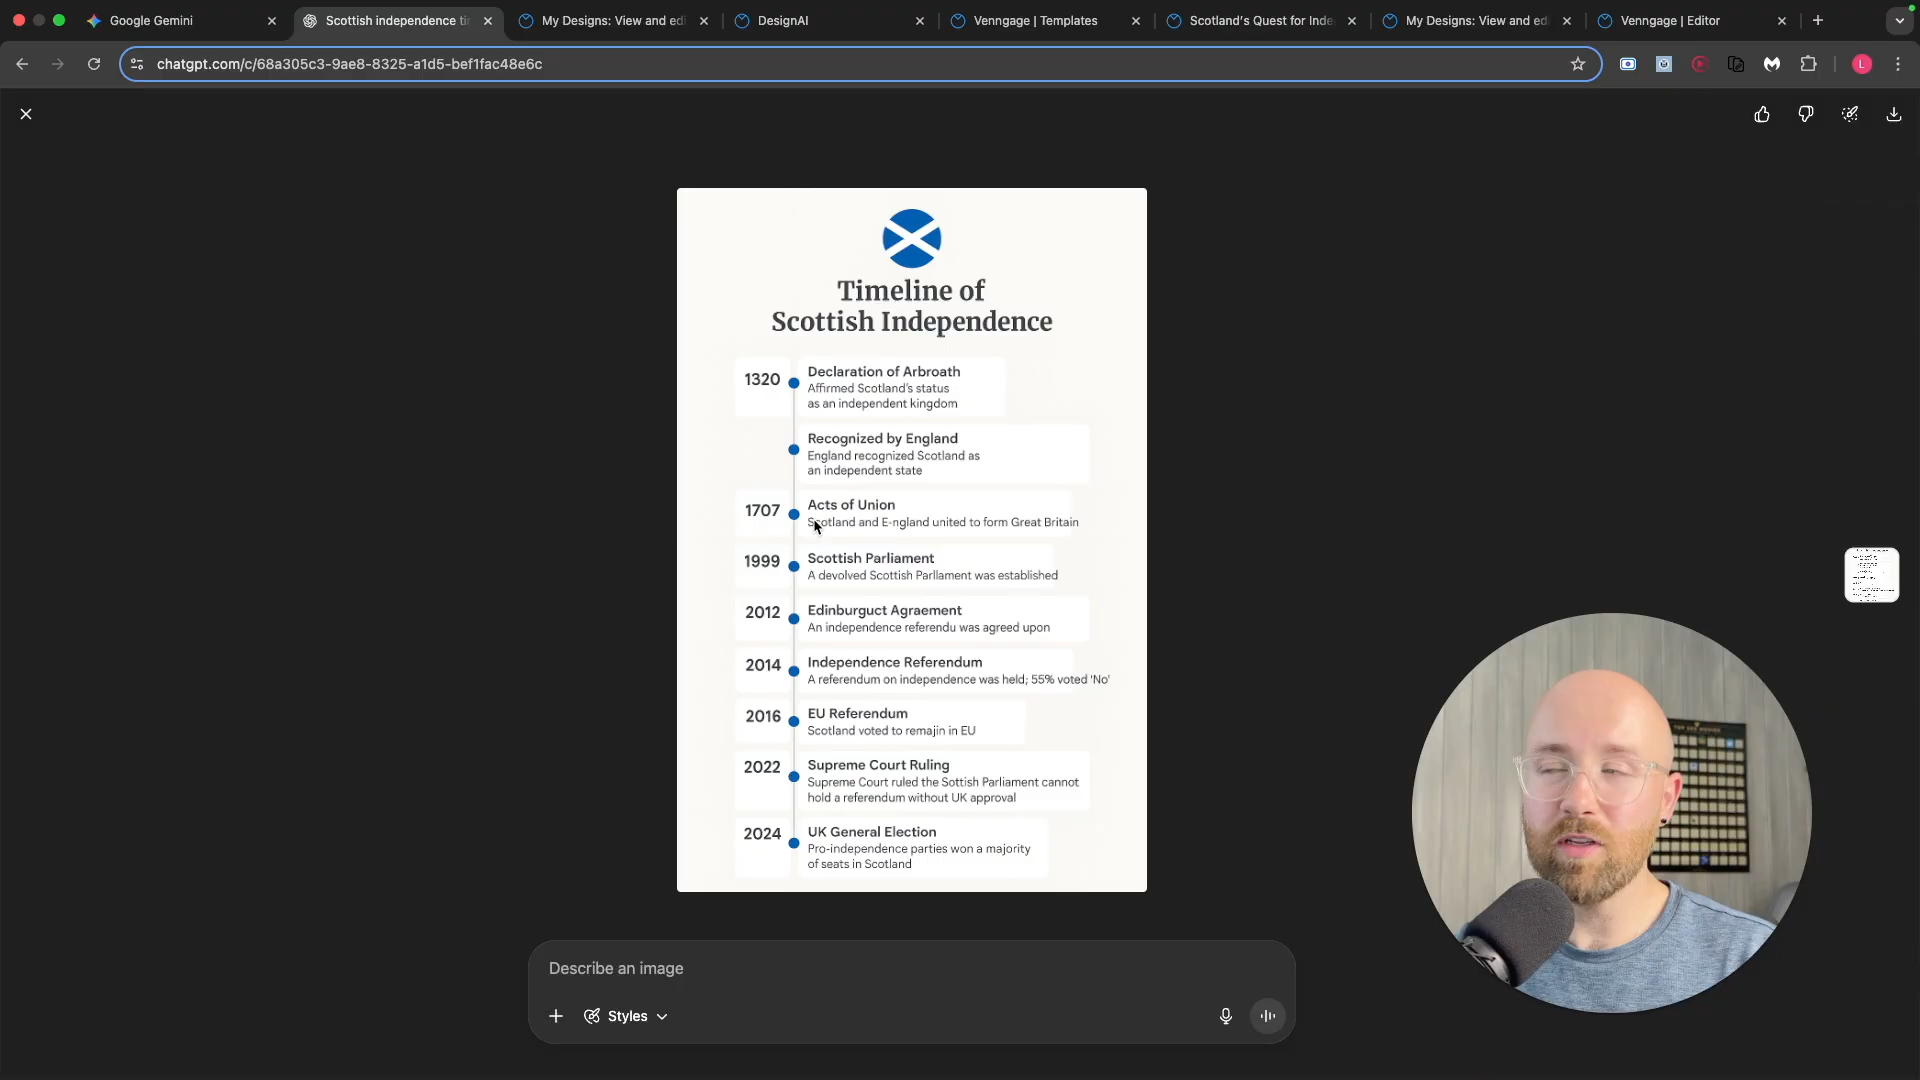 Google Gemini
Scottish independence ti
My Designs: View and edi
DesignAI
Venngage | Templates
Scotland's Quest for Inde
My Designs: View and edi
Venngage | Editor
chatgpt.com/c/68a305c3-9ae8-8325-a1d5-bef1fac48e6c
L
Timeline of
Scottish Independence
1320
Declaration of Arbroath
Affirmed Scotland's status
as an independent kingdom
Recognized by England
England recognized Scotland as
an independent state
1707
Acts of Union
Scotland and E-ngland united to form Great Britain
1999
Scottish Parliament
A devolved Scottish Parllament was established
2012
Edinburguct Agraement
An independence referendu was agreed upon
2014
Independence Referendum
A referendum on independence was held; 55% voted 'No'
2016
EU Referendum
Scotland voted to remajin in EU
2022
Supreme Court Ruling
Supreme Court ruled the Sottish Parliament cannot
hold a referendum without UK approval
2024
UK General Election
Pro-independence parties won a majority
of seats in Scotland
Describe an image
Styles